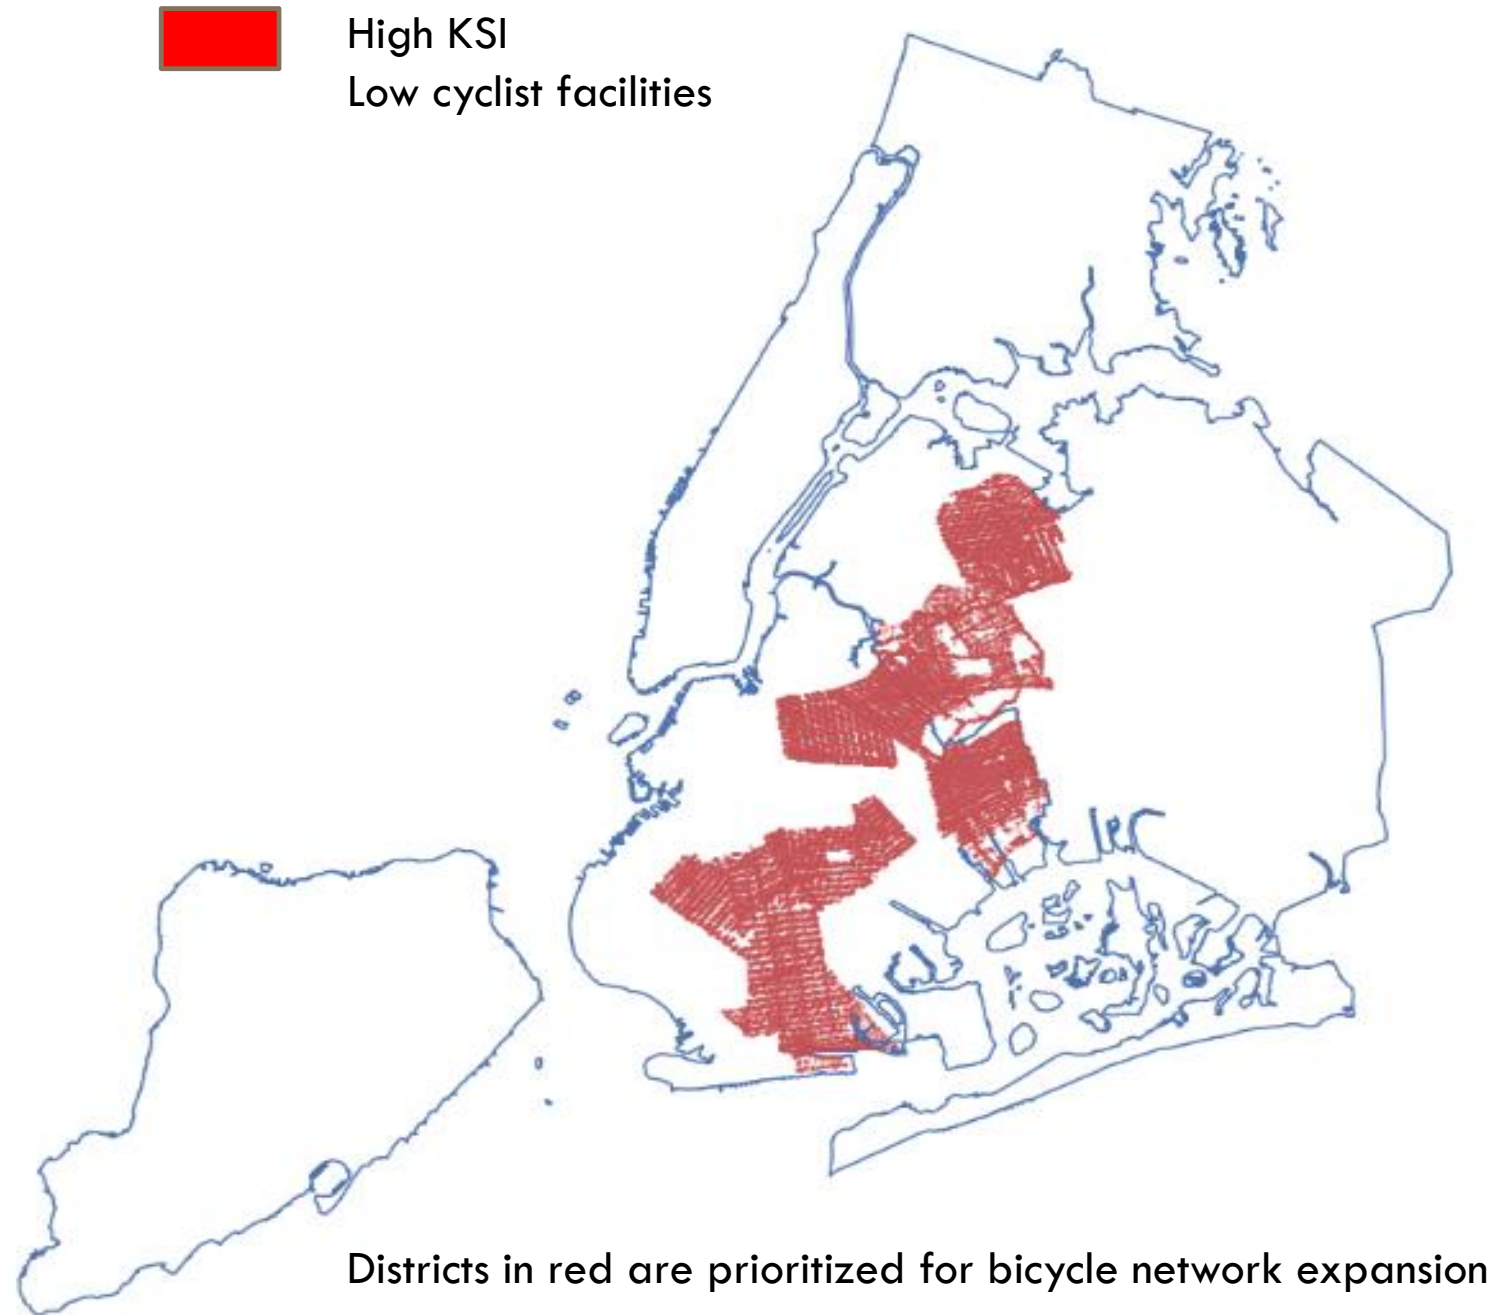 High KSI
Low cyclist facilities
Districts in red are prioritized for bicycle network expansion